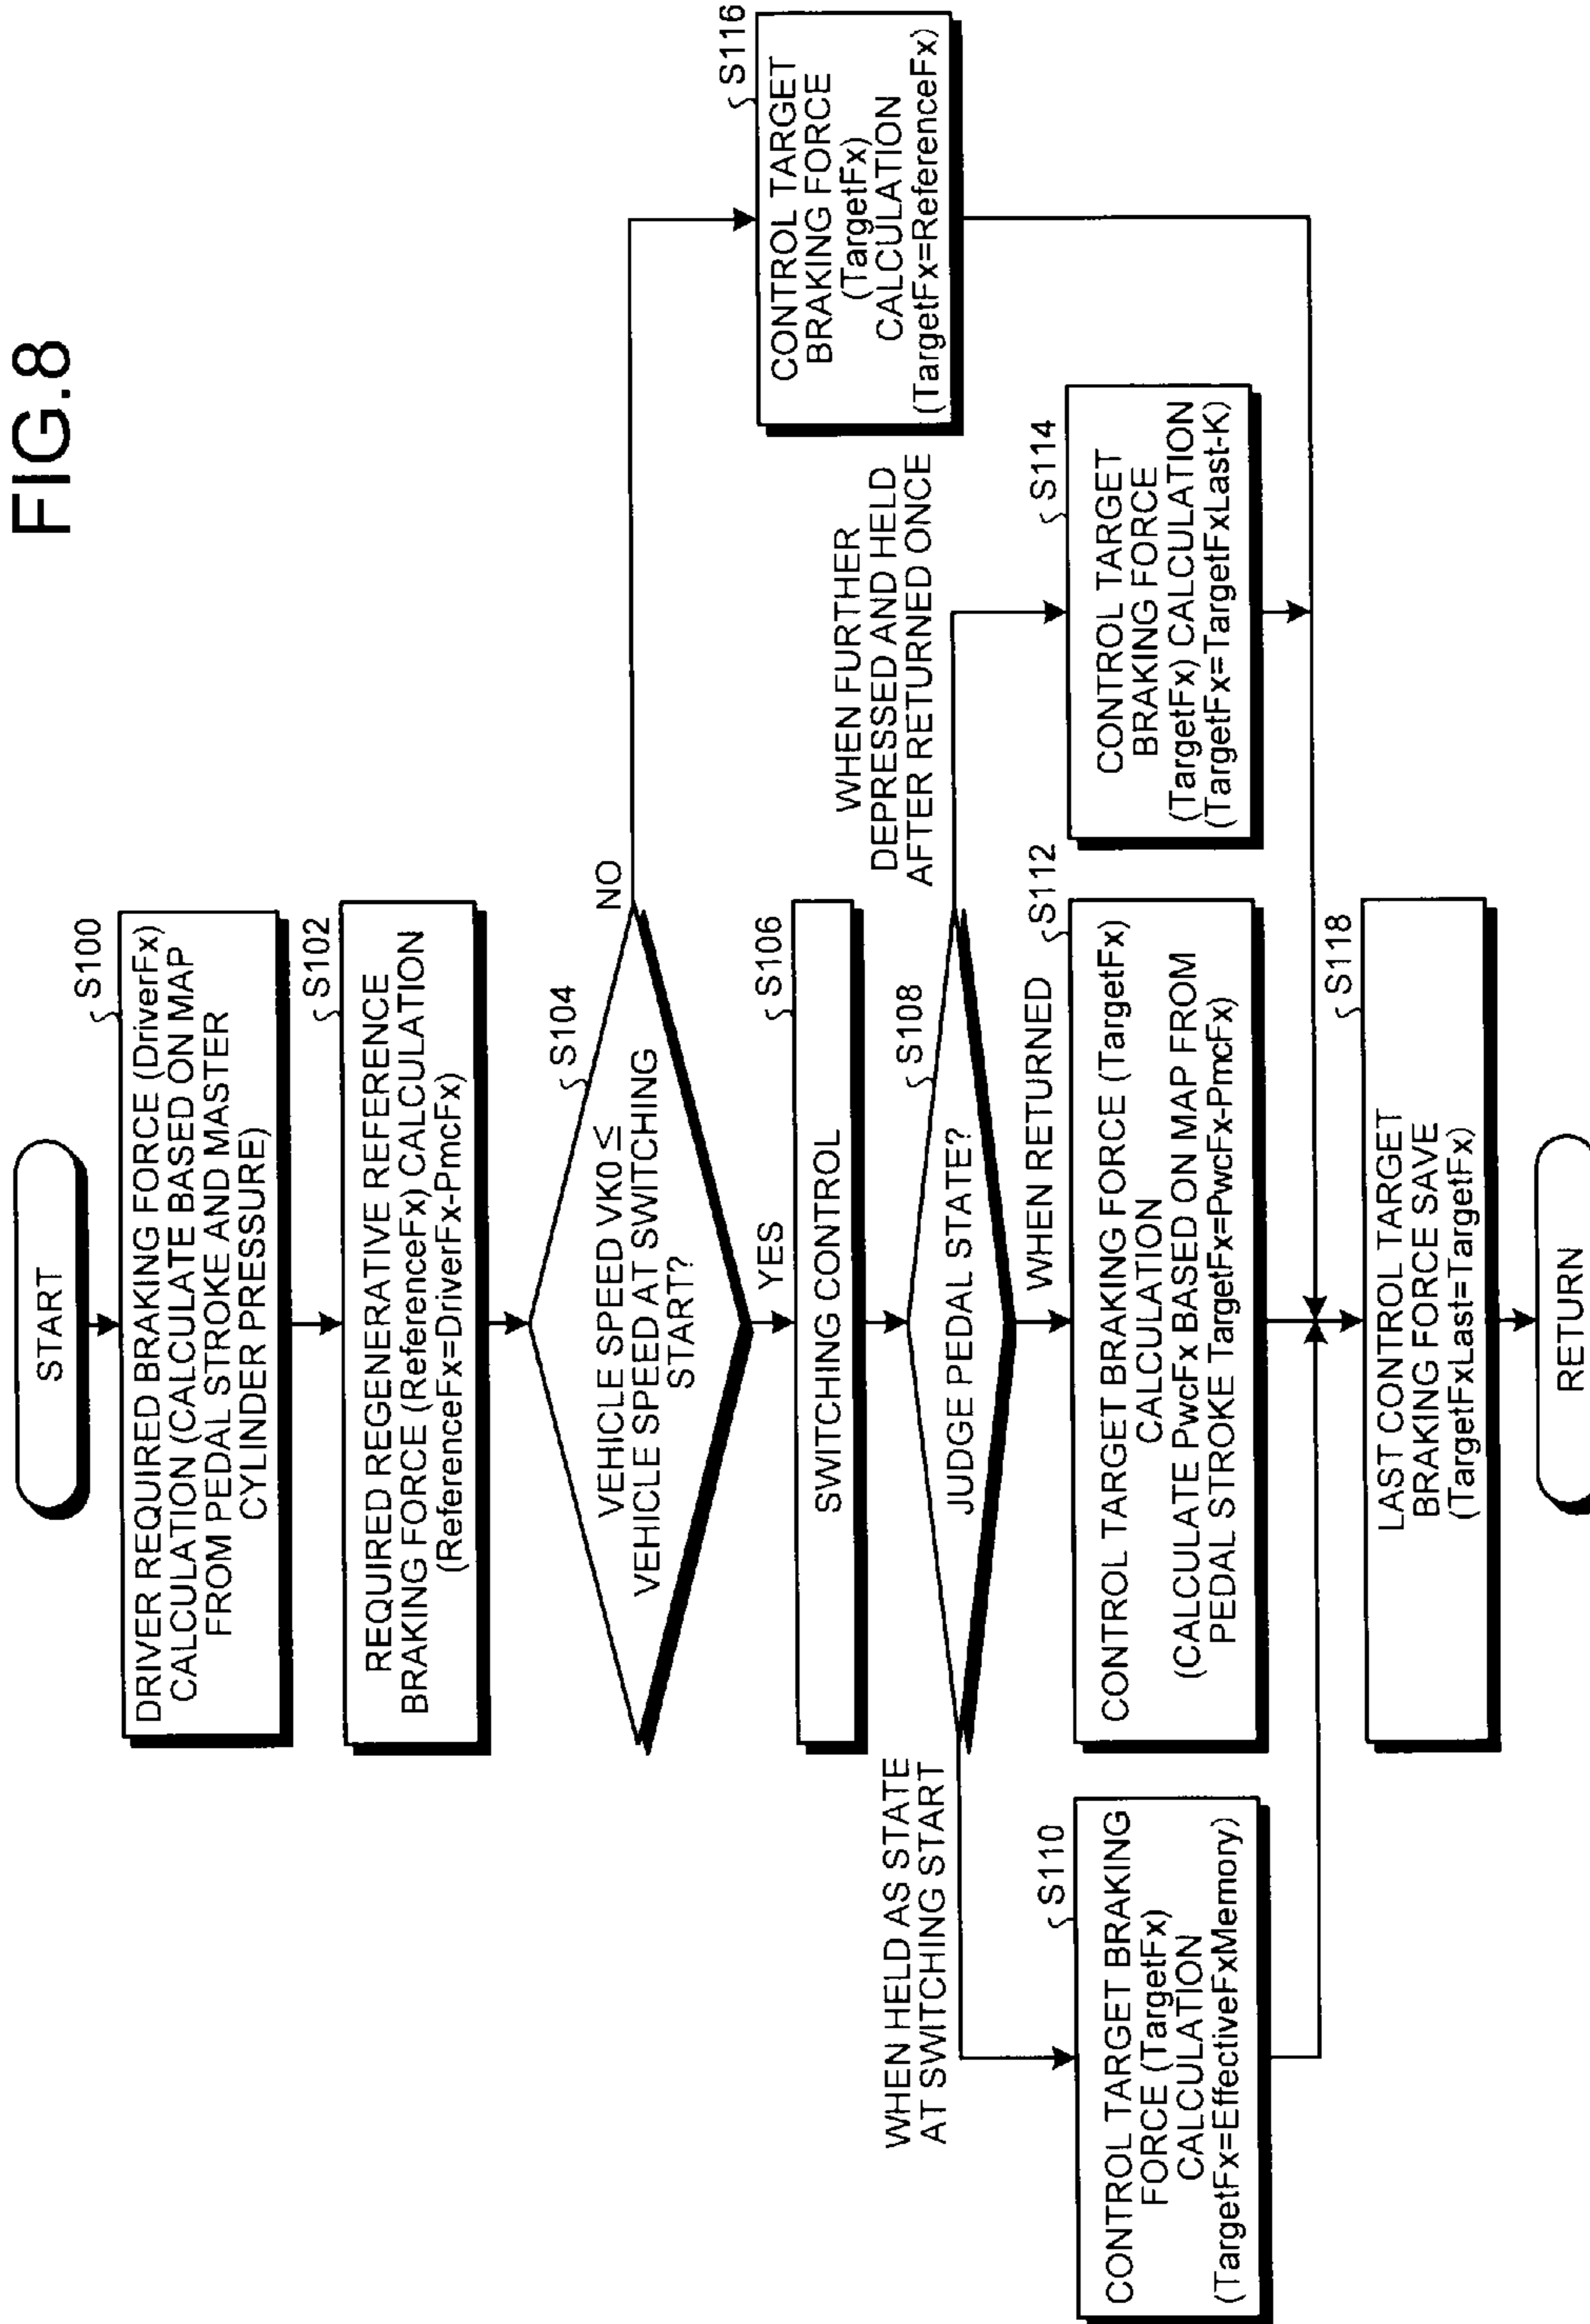 FIG.8
START
S100
DRIVER REQUIRED BRAKING FORCE (DriverFx)
CALCULATION (CALCULATE BASED ON MAP
FROM PEDAL STROKE AND MASTER
CYLINDER PRESSURE)
S102
REQUIRED REGENERATIVE REFERENCE
BRAKING FORCE (ReferenceFx) CALCULATION
(ReferenceFx=DriverFx-PmcFx)
S104
VEHICLE SPEED VK0 ≤
VEHICLE SPEED AT SWITCHING
START?
NO
YES
S116
CONTROL TARGET
BRAKING FORCE
(TargetFx)
CALCULATION
(TargetFx=ReferenceFx)
S106
SWITCHING CONTROL
S108
JUDGE PEDAL STATE?
WHEN HELD AS STATE
AT SWITCHING START
WHEN RETURNED
WHEN FURTHER
DEPRESSED AND HELD
AFTER RETURNED ONCE
S110
CONTROL TARGET BRAKING
FORCE (TargetFx)
CALCULATION
(TargetFx=EffectiveFxMemory)
S112
CONTROL TARGET BRAKING FORCE (TargetFx)
CALCULATION
(CALCULATE PwcFx BASED ON MAP FROM
PEDAL STROKE TargetFx=PwcFx-PmcFx)
S114
CONTROL TARGET
BRAKING FORCE
(TargetFx) CALCULATION
(TargetFx=TargetFxLast-K)
S118
LAST CONTROL TARGET
BRAKING FORCE SAVE
(TargetFxLast=TargetFx)
RETURN